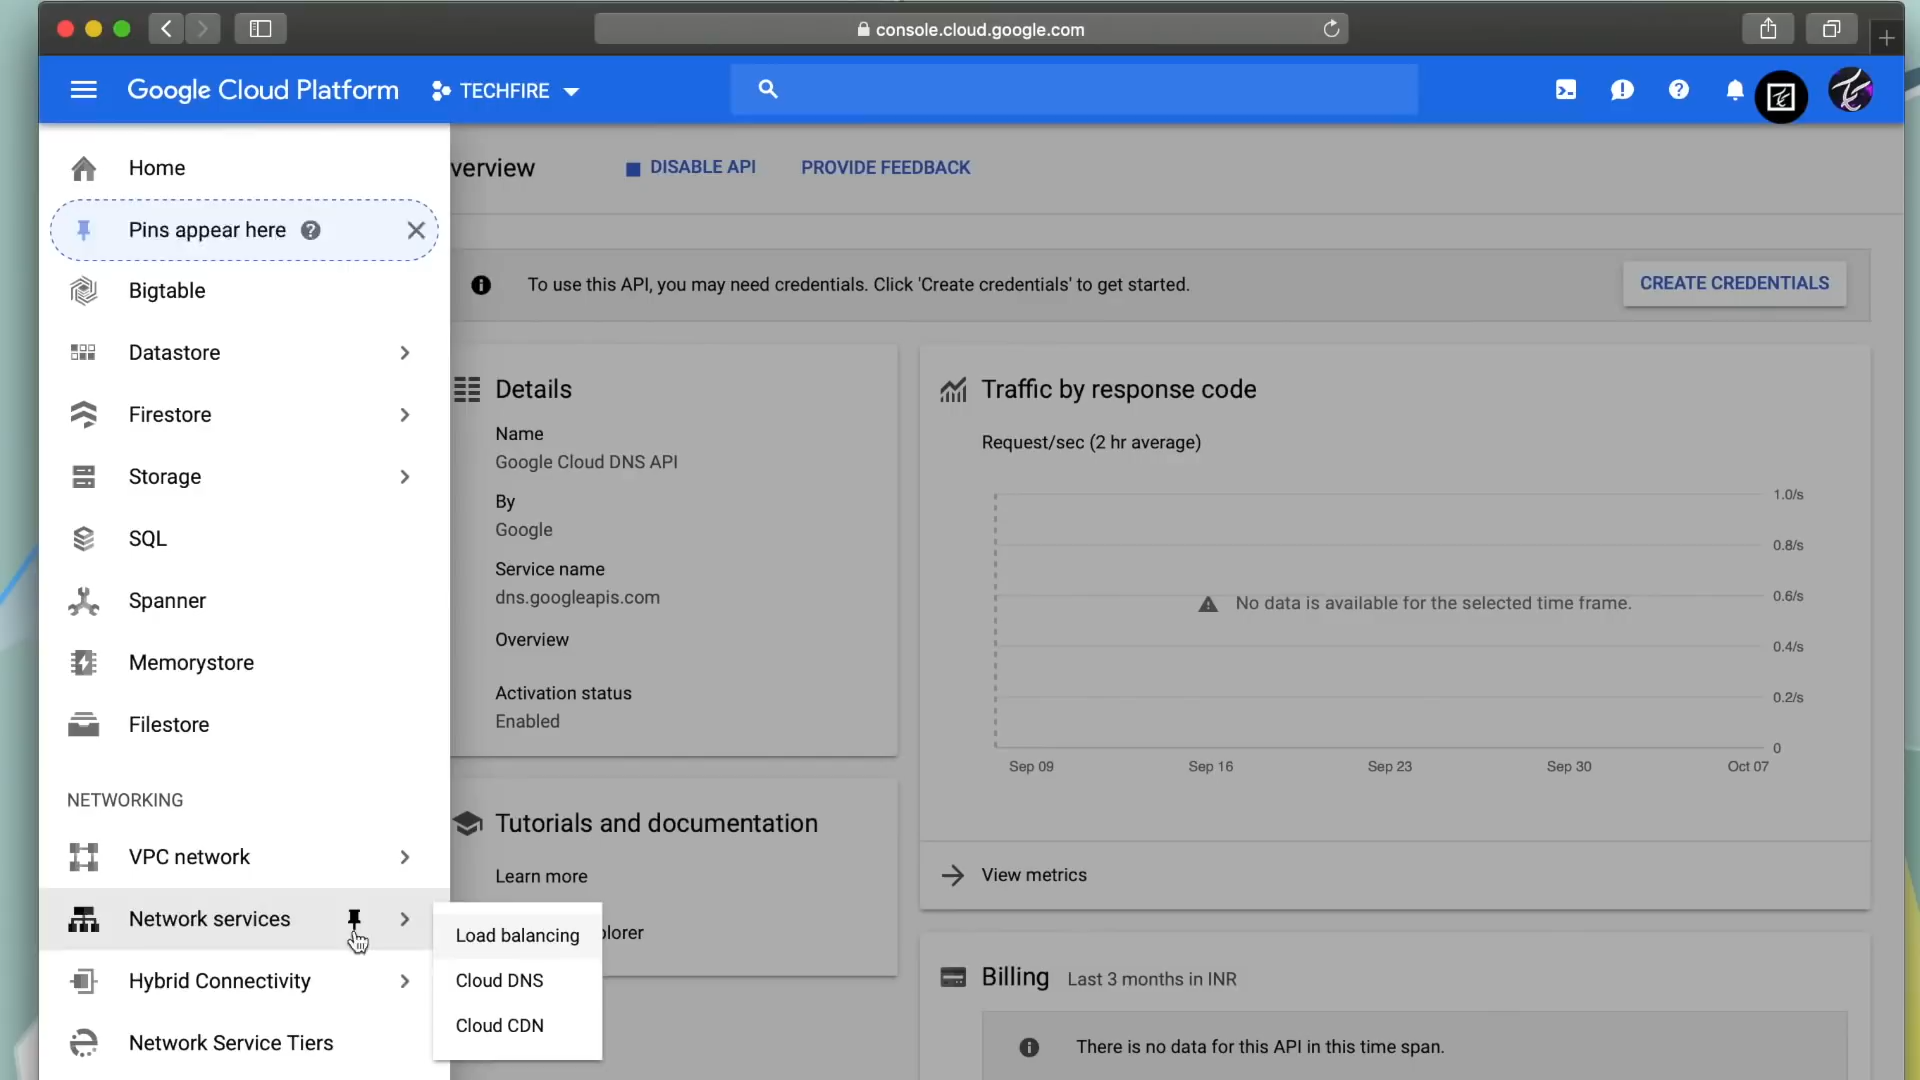 console.cloud.google.com
Google Cloud Platform
TECHFIRE
Home
Pins appear here
Bigtable
Datastore
Firestore
Storage
SQL
Spanner
Memorystore
Filestore
NETWORKING
VPC network
Network services
Hybrid Connectivity
Network Service Tiers
Load balancing
Cloud DNS
Cloud CDN
verview
DISABLE API
PROVIDE FEEDBACK
To use this API, you may need credentials. Click 'Create credentials' to get started.
CREATE CREDENTIALS
Details
Name
Google Cloud DNS API
By
Google
Service name
dns.googleapis.com
Overview
Activation status
Enabled
Tutorials and documentation
Learn more
plorer
Traffic by response code
Request/sec (2 hr average)
1.0/s
0.8/s
No data is available for the selected time frame.
0.6/s
0.4/s
0.2/s
0
Sep 09
Sep 16
Sep 23
Sep 30
Oct 07
View metrics
Billing Last 3 months in INR
There is no data for this API in this time span.